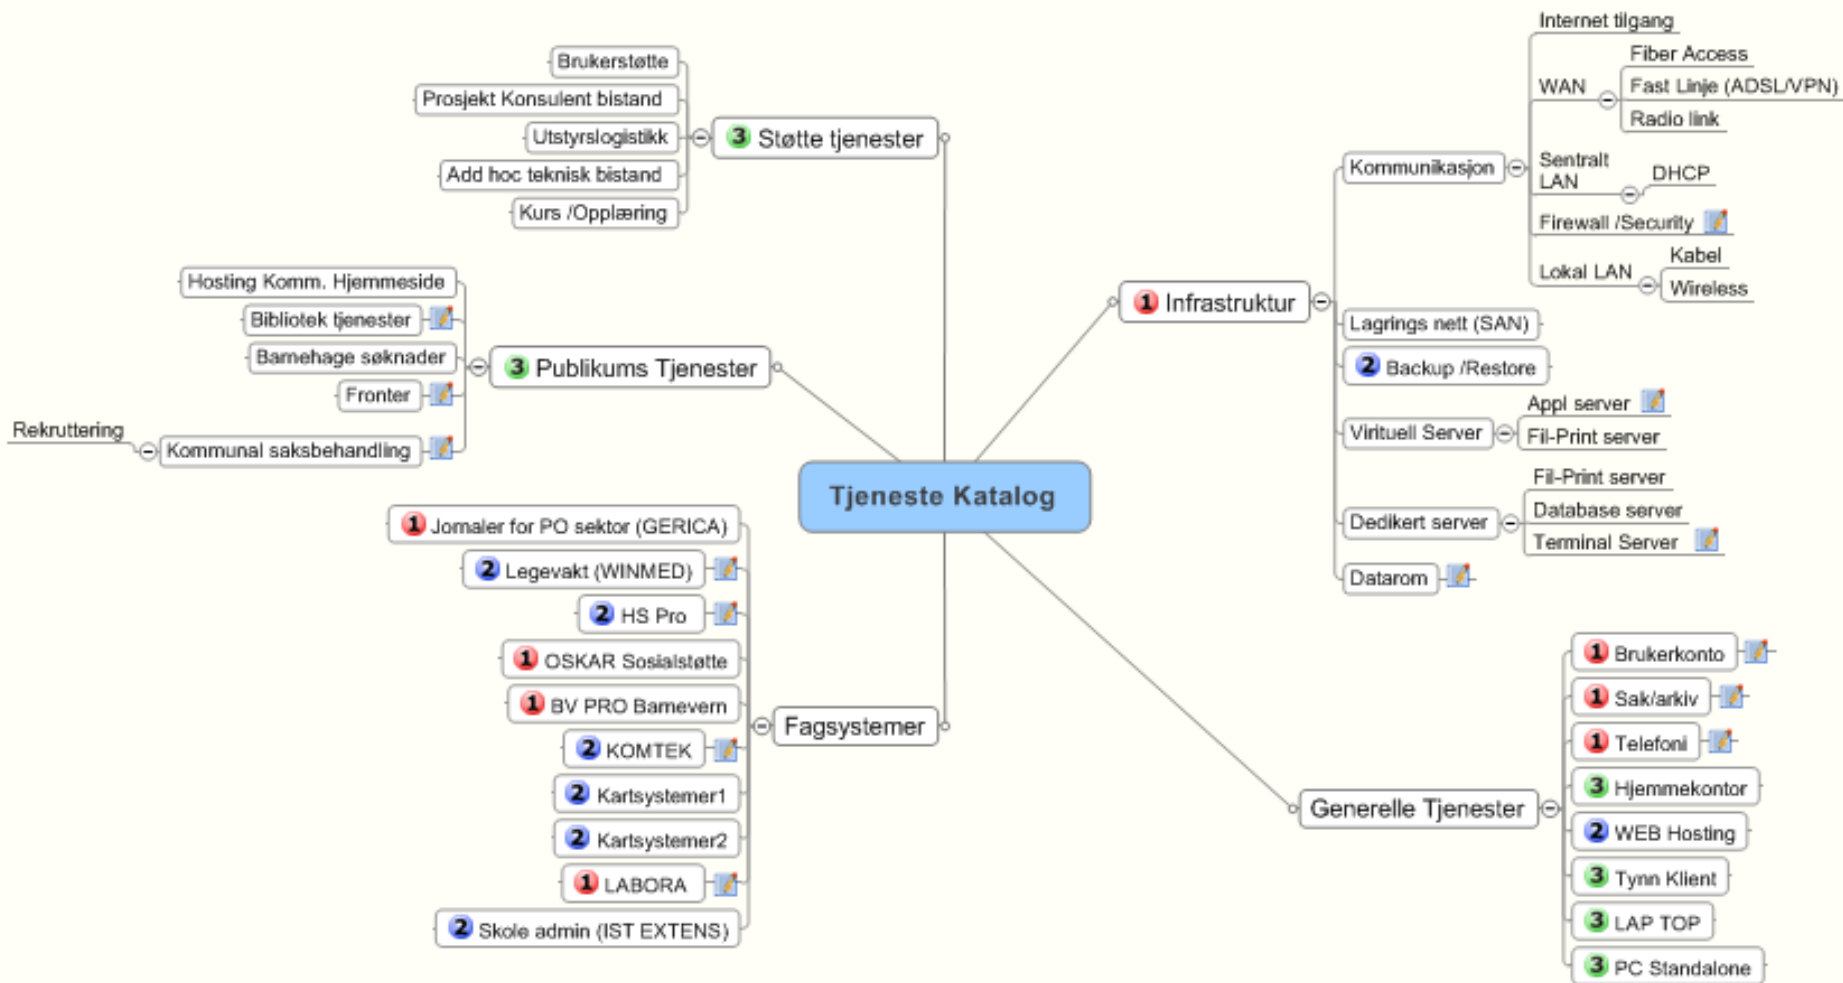 Tjeneste Katalog
3 Støtte tjenester
Brukerstøtte
Prosjekt Konsulent bistand
Utstyrslogistikk
Add hoc teknisk bistand
Kurs /Opplæring
3 Publikums Tjenester
Hosting Komm. Hjemmeside
Bibliotek tjenester
Barnehage søknader
Fronter
Kommunal saksbehandling
Rekruttering
Fagsystemer
1 Jornaler for PO sektor (GERICA)
2 Legevakt (WINMED)
2 HS Pro
1 OSKAR Sosialstøtte
1 BV PRO Barnevern
2 KOMTEK
2 Kartsystemer1
2 Kartsystemer2
1 LABORA
2 Skole admin (IST EXTENS)
1 Infrastruktur
Kommunikasjon
Internet tilgang
WAN
Fiber Access
Fast Linje (ADSL/VPN)
Radio link
Sentralt
LAN
DHCP
Firewall /Security
Lokal LAN
Kabel
Wireless
Lagrings nett (SAN)
2 Backup /Restore
Virituell Server
Appl server
Fil-Print server
Dedikert server
Fil-Print server
Database server
Terminal Server
Datarom
Generelle Tjenester
1 Brukerkonto
1 Sak/arkiv
1 Telefoni
3 Hjemmekontor
2 WEB Hosting
3 Tynn Klient
3 LAP TOP
3 PC Standalone